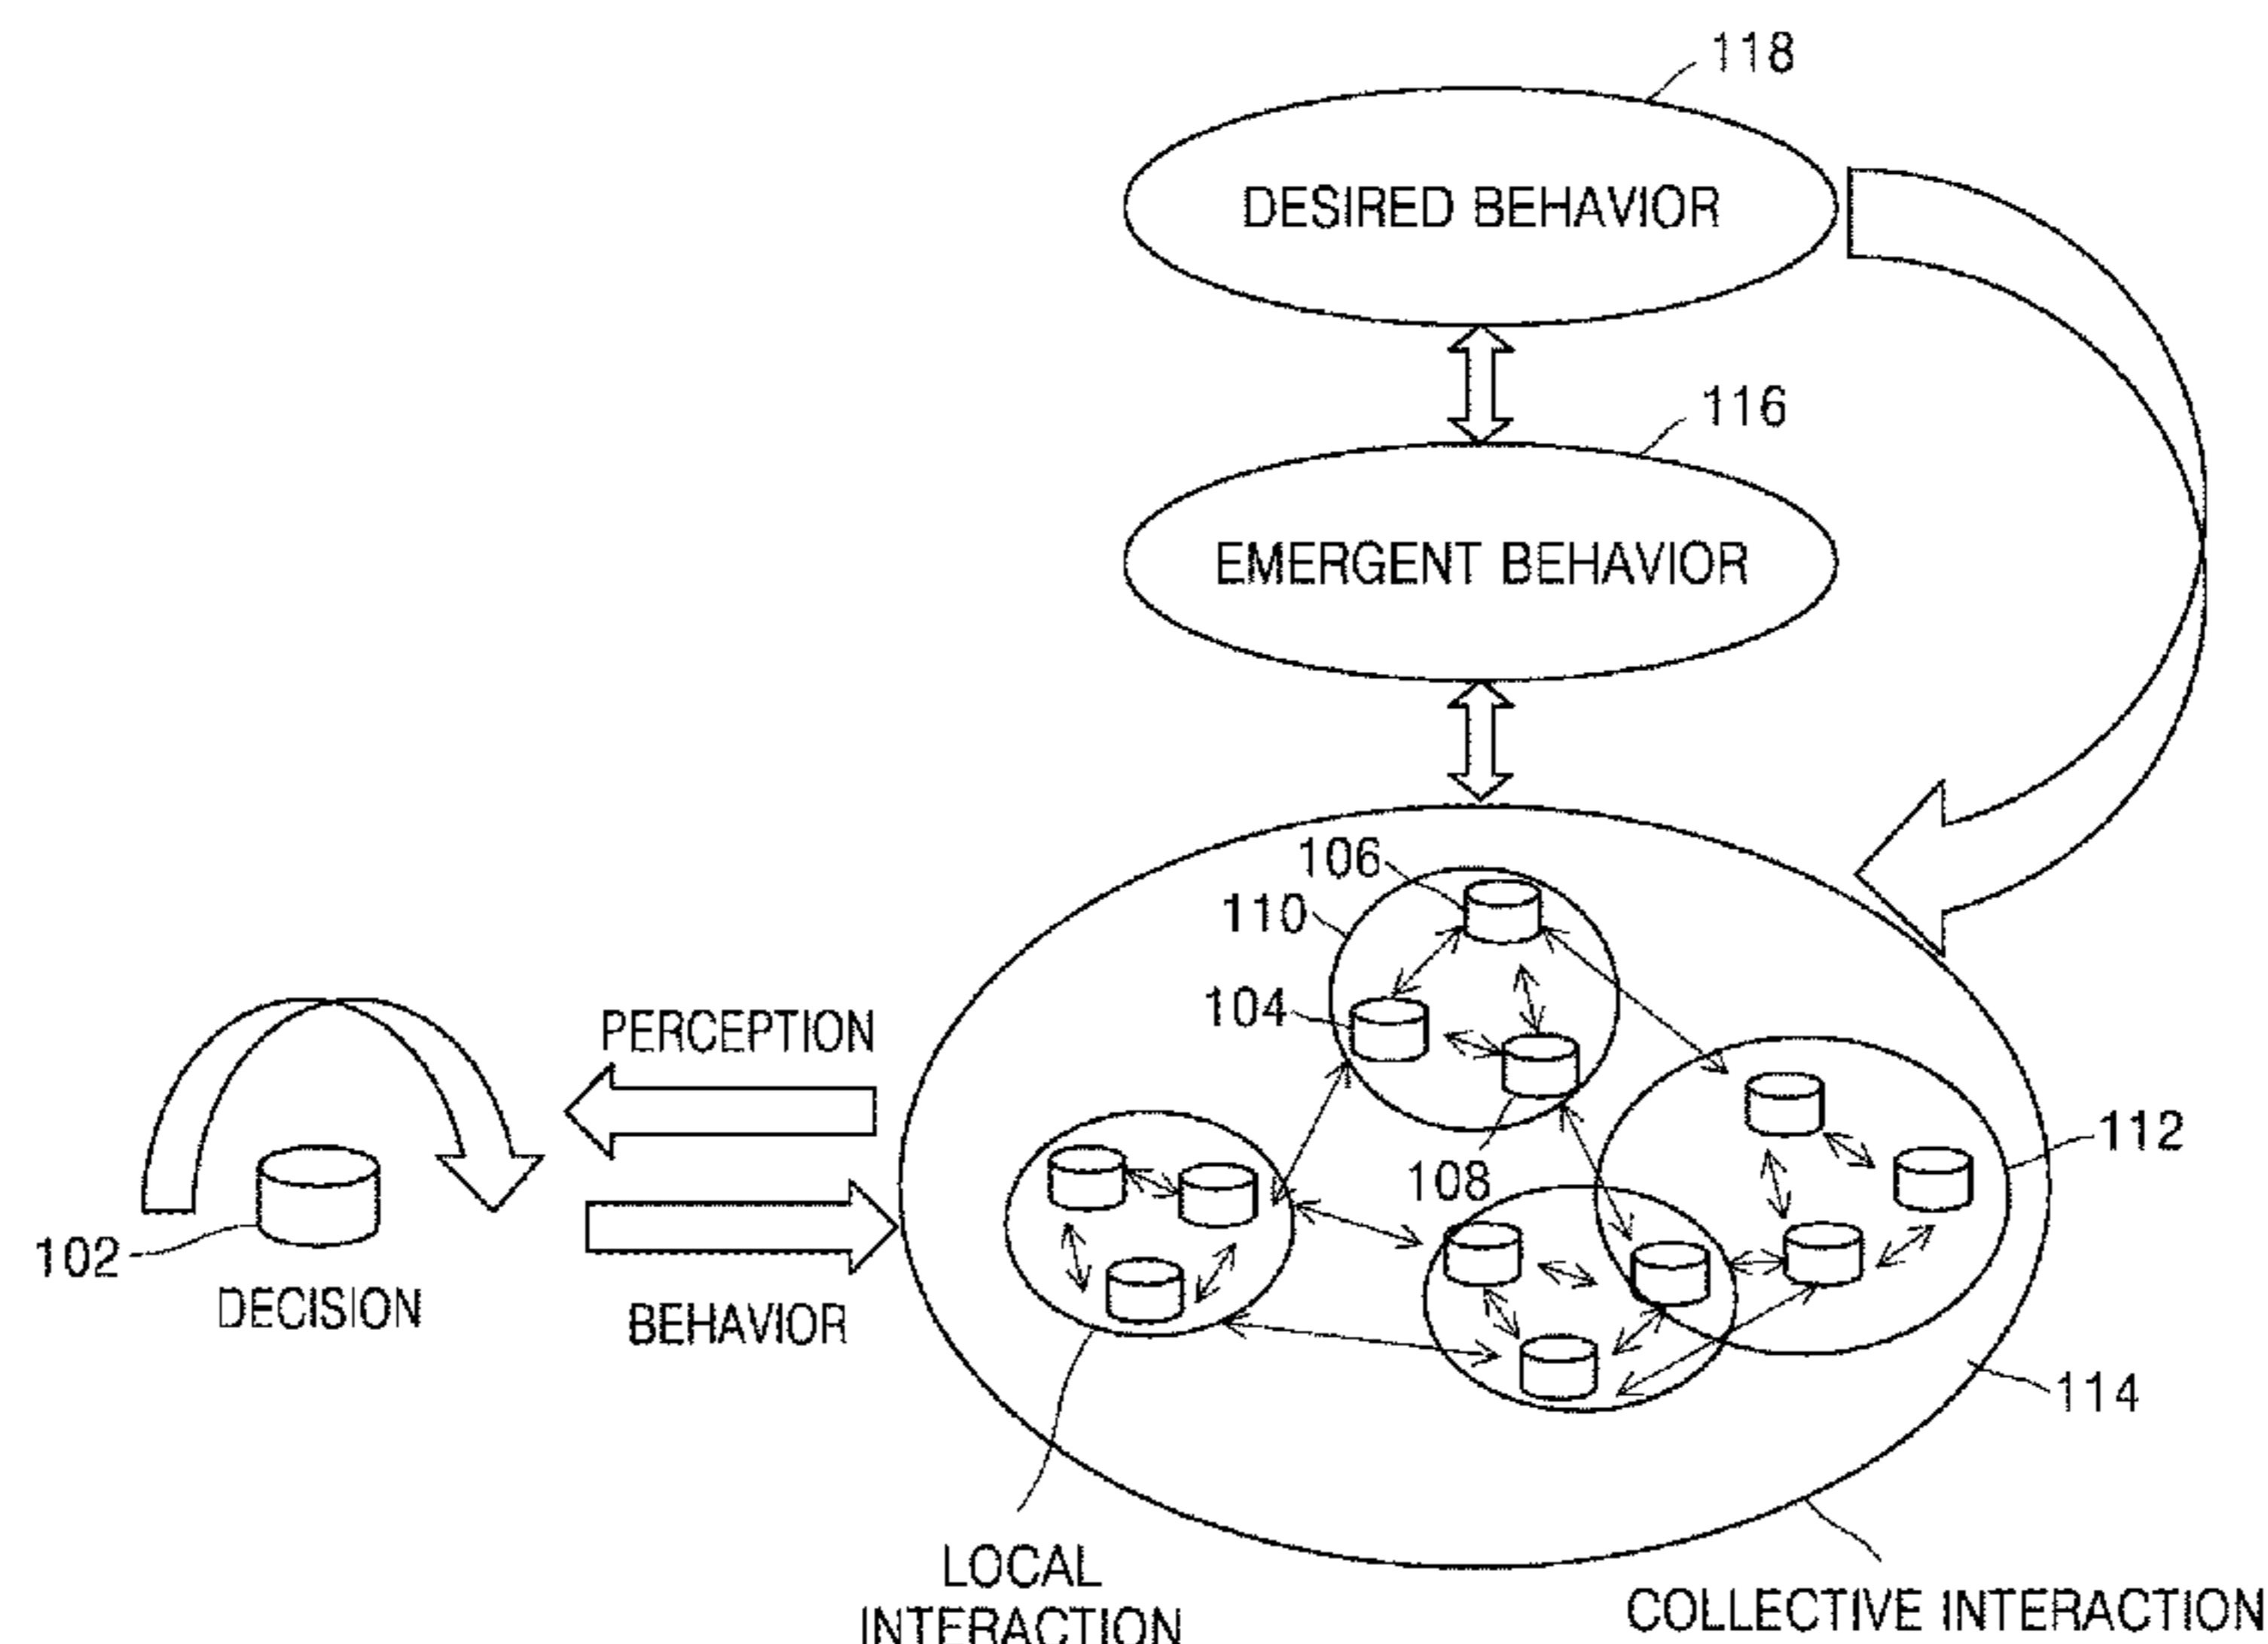 118
DESIRED BEHAVIOR
116
EMERGENT BEHAVIOR
106
110
104
PERCEPTION
108
112
102
DECISION
BEHAVIOR
114
LOCAL
INTERACTION
COLLECTIVE INTERACTION